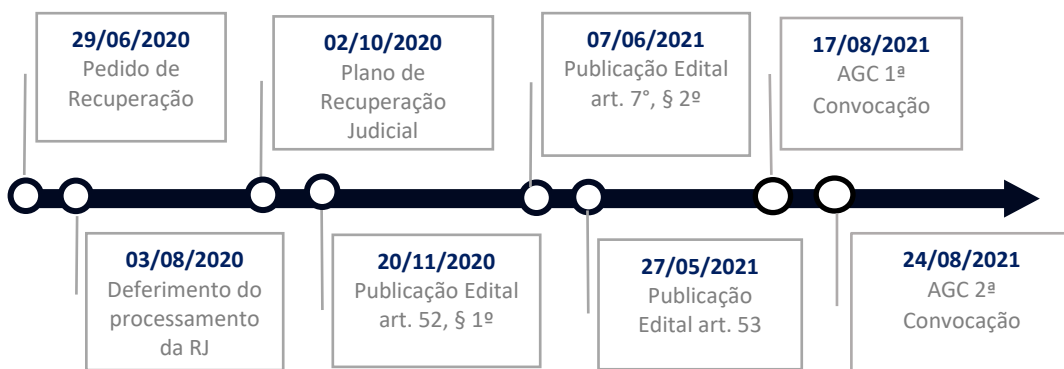 29/06/2020
Pedido de
Recuperação
02/10/2020
Plano de
Recuperação
Judicial
07/06/2021
Publicação Edital
art. 7°, § 2º
17/08/2021
AGC 1ª
Convocação
03/08/2020
Deferimento do
processamento
da RJ
20/11/2020
Publicação Edital
art. 52, § 1º
27/05/2021
Publicação
Edital art. 53
24/08/2021
AGC 2ª
Convocação